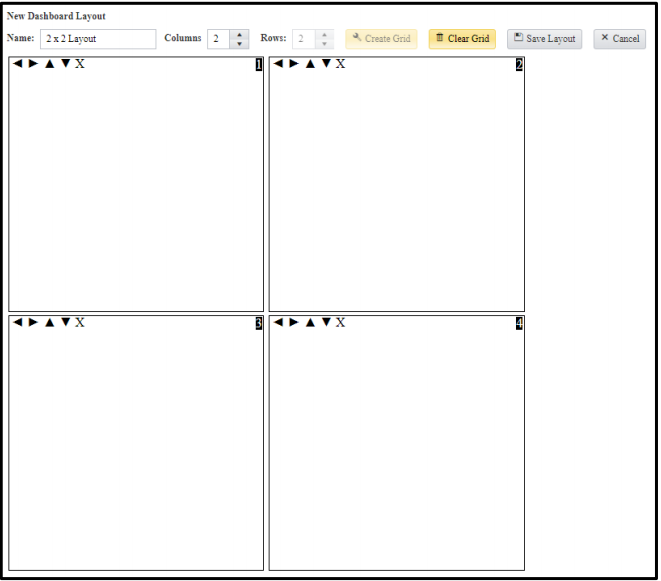 New Dashboard Layout
Name: 2 x 2 Layout Columns 2 Rows: 2 Create Grid Clear Grid Save Layout X Cancel
◀ ▶ ▲ ▼ X 1 ◀ ▶ ▲ ▼ X 2
◀ ▶ ▲ ▼ X 3 ◀ ▶ ▲ ▼ X 4